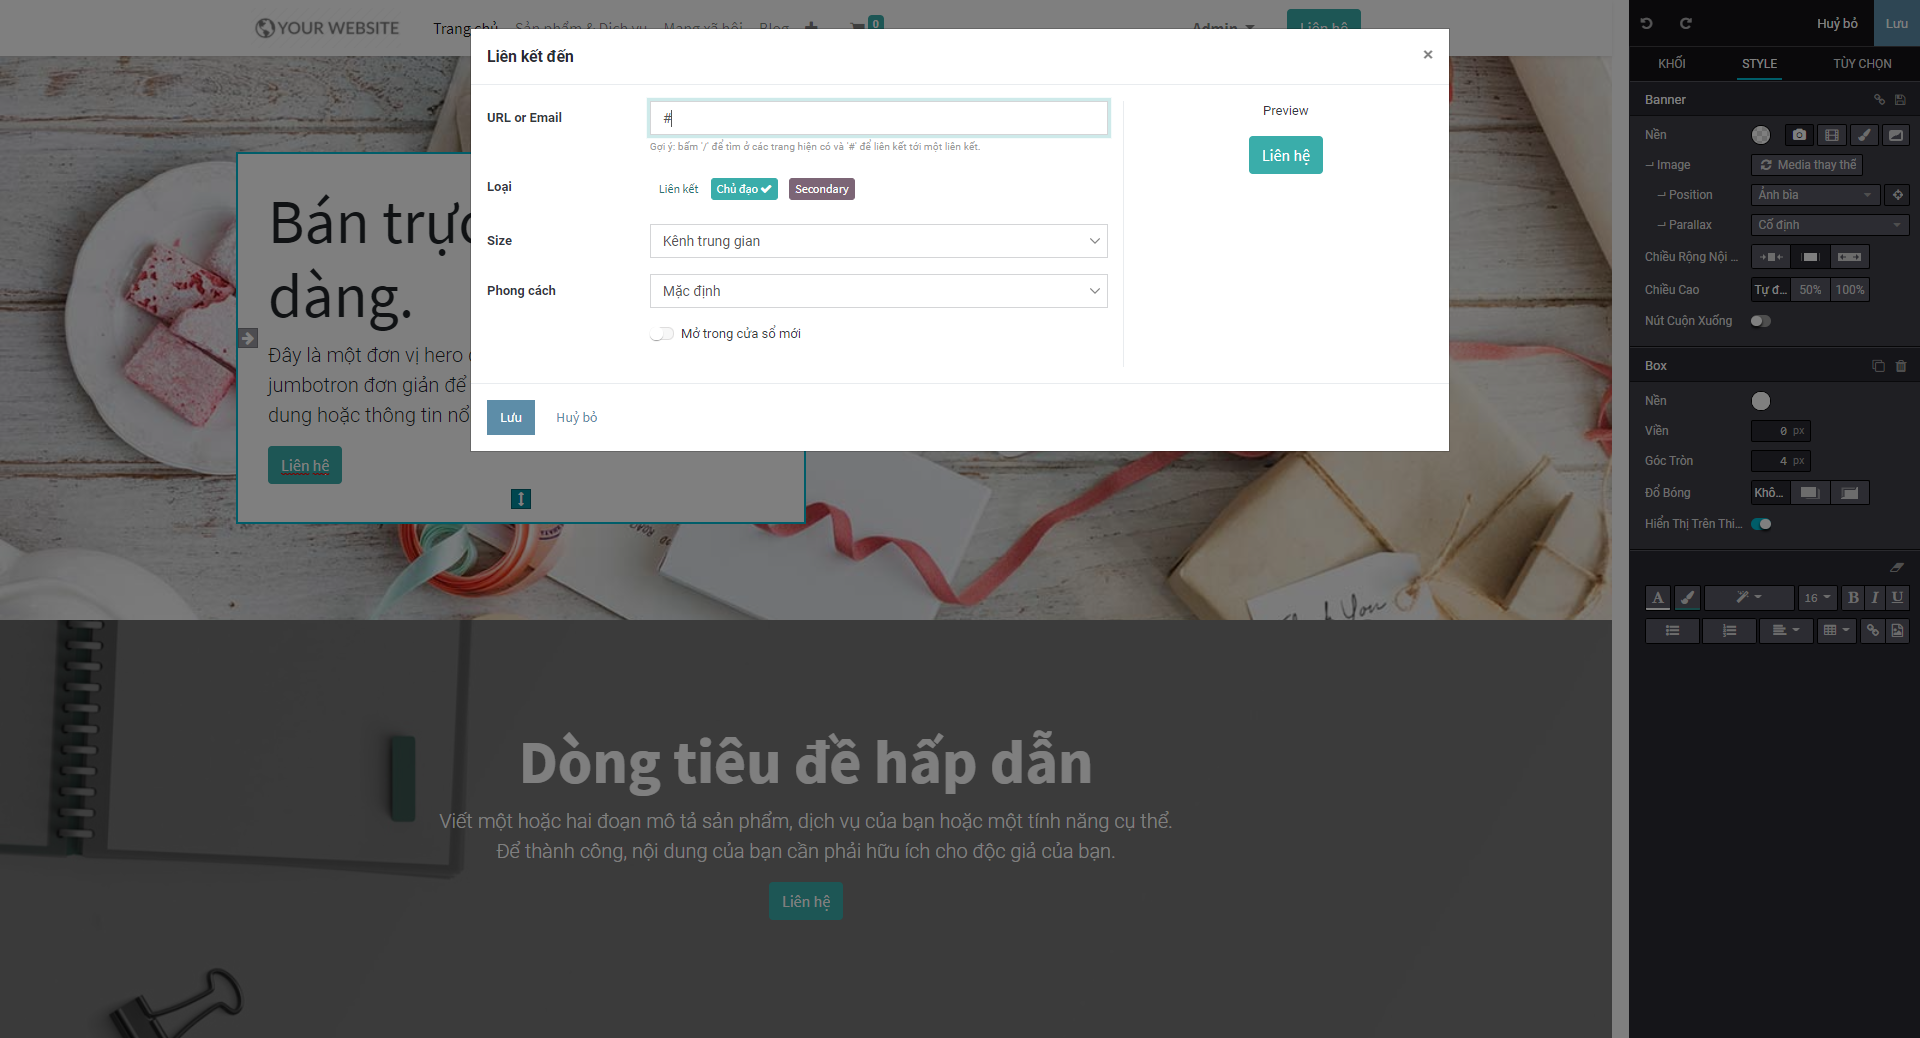 YOUR WEBSITE
Trang chủ Sản phẩm & Dịch vụ Mạng xã hội Blog 0 Admin Liên hệ
Huỷ bỏ Lưu
KHỐI STYLE TÙY CHỌN
Liên kết đến ×
URL or Email #
Gợi ý: bấm '/' để tìm ở các trang hiện có và '#' để liên kết tới một liên kết.
Loại Liên kết Chủ đạo Secondary
Size Kênh trung gian
Phong cách Mặc định
Mở trong cửa sổ mới
Preview
Liên hệ
Lưu Huỷ bỏ
Bán trực
dàng.
Đây là một đơn vị hero
jumbotron đơn giản để
dung hoặc thông tin nổ
Liên hệ
Thank You
Dòng tiêu đề hấp dẫn
Viết một hoặc hai đoạn mô tả sản phẩm, dịch vụ của bạn hoặc một tính năng cụ thể.
Để thành công, nội dung của bạn cần phải hữu ích cho độc giả của bạn.
Liên hệ
Banner
Nền
Image Media thay thế
Position Ảnh bìa
Parallax Cố định
Chiều Rộng Nội ...
Chiều Cao Tự đ... 50% 100%
Nút Cuộn Xuống
Box
Nền
Viền 0 px
Góc Tròn 4 px
Đổ Bóng Khô...
Hiển Thị Trên Thi...
A 16 B I U